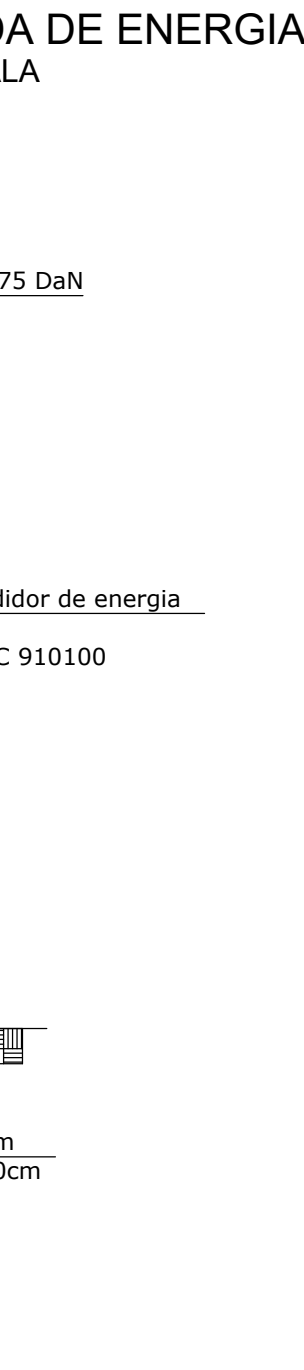 DA DE ENERGIA
LA
75 DaN
didor de energia
C 910100
m
0cm